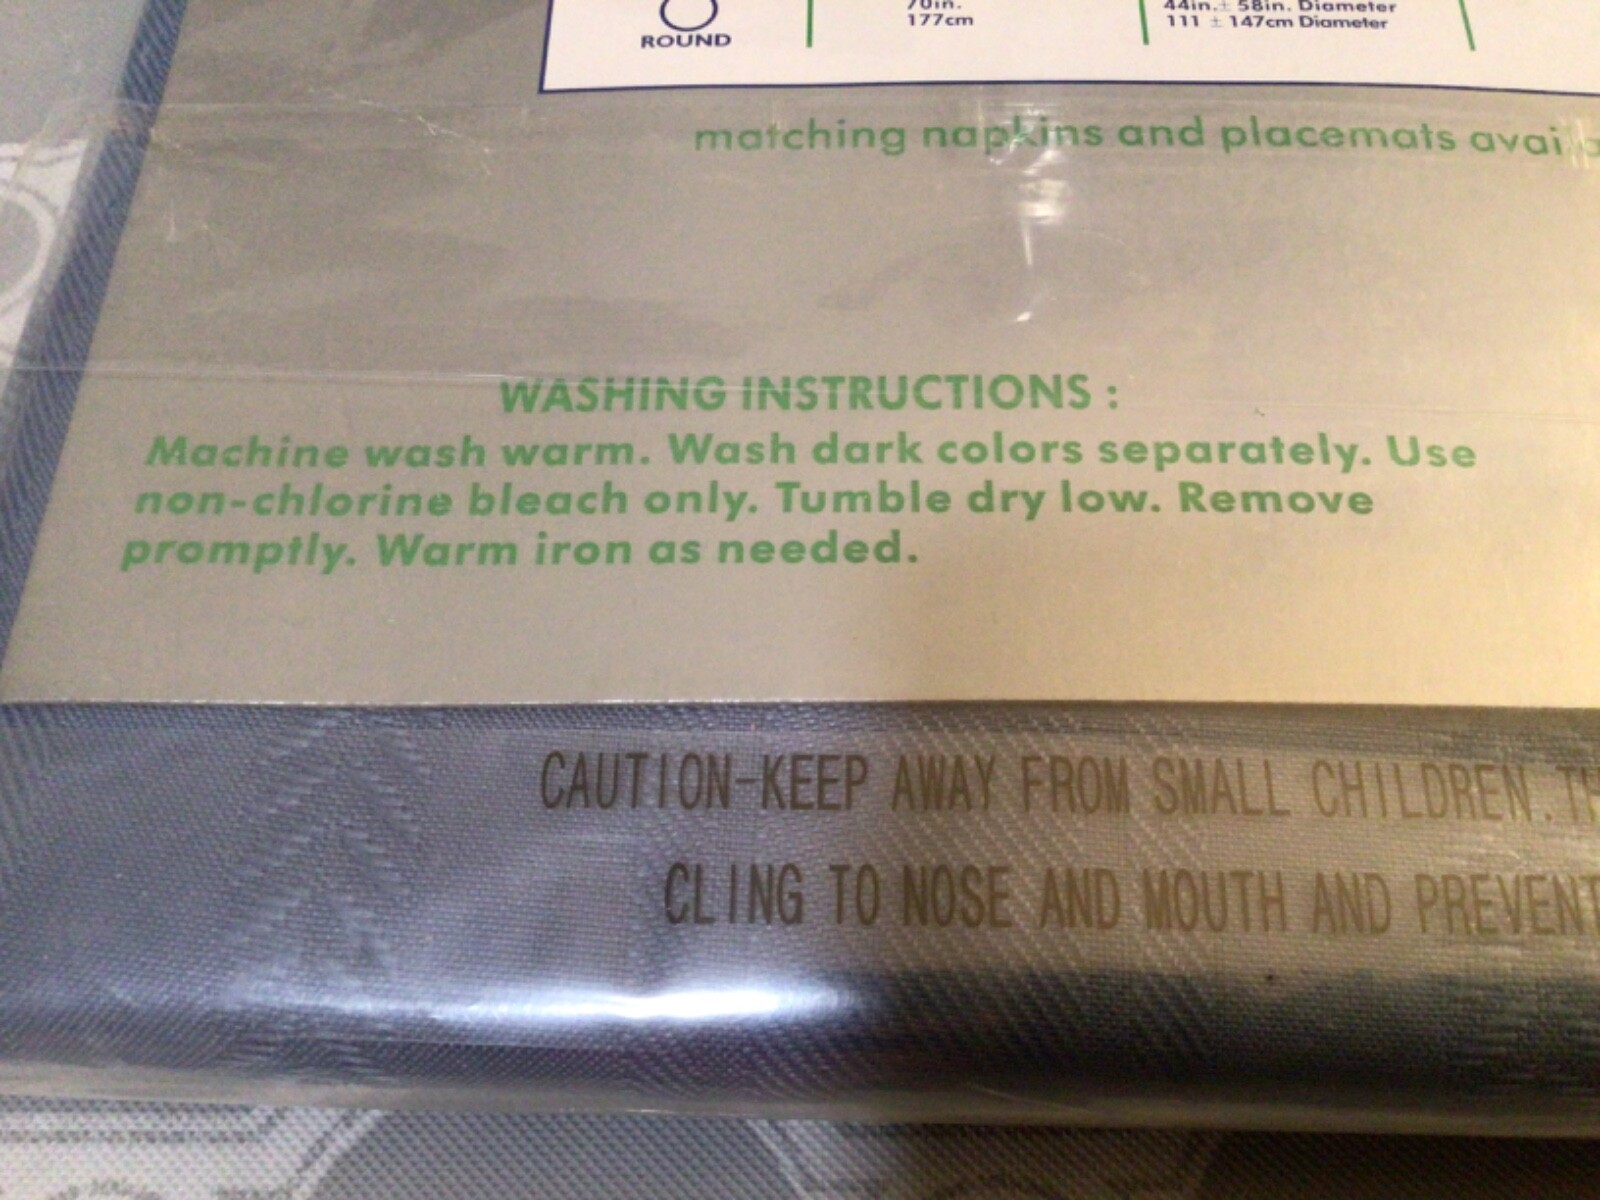 ROUND
70in.
177cm
44in.± 58in. Diameter
111 ± 147cm Diameter
matching napkins and placemats
WASHING INSTRUCTIONS :
Machine wash warm. Wash dark colors separately. Use
non-chlorine bleach only. Tumble dry low. Remove
promptly. Warm iron as needed.
CAUTION-KEEP AWAY FROM SMALL CHILDREN.
CLING TO NOSE AND MOUTH AND PREVENT